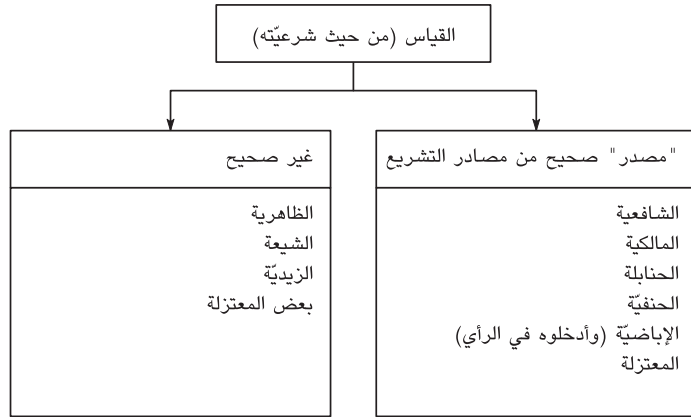 القياس (من حيث شرعيّته)
"مصدر" صحيح من مصادر التشريع
الشافعية
المالكية
الحنابلة
الحنفيّة
الإباضيّة (وأدخلوه في الرأي)
المعتزلة
غير صحيح
الظاهرية
الشيعة
الزيديّة
بعض المعتزلة